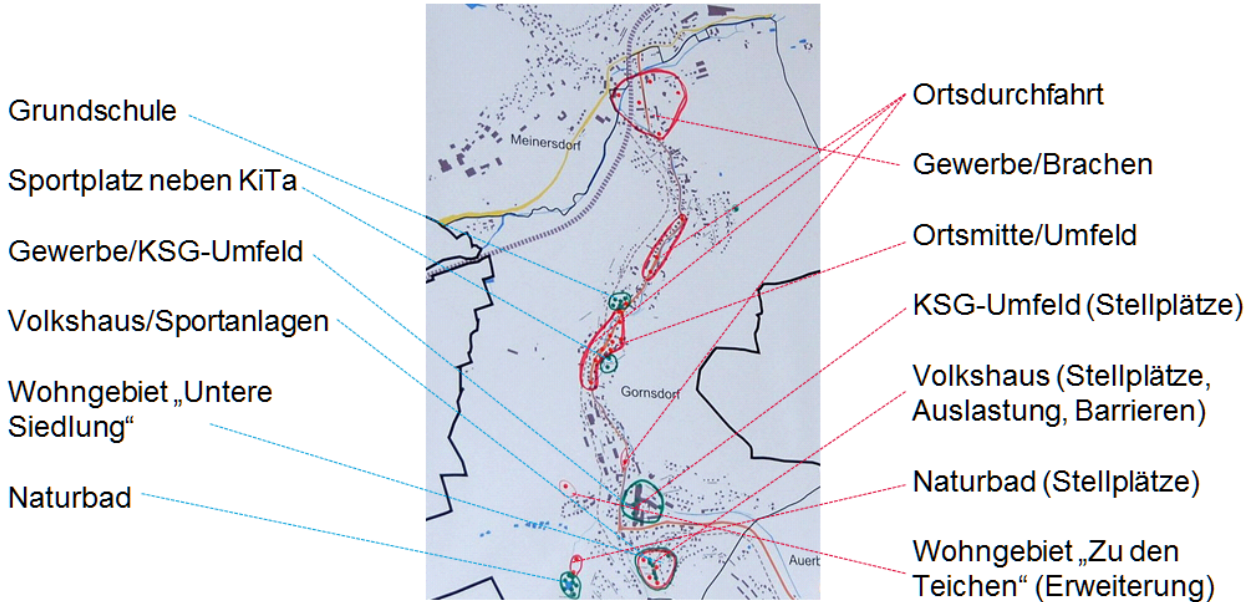 Grundschule
Sportplatz neben KiTa
Gewerbe/KSG-Umfeld
Volkshaus/Sportanlagen
Wohngebiet „Untere
Siedlung“
Naturbad
Meinersdorf
Gornsdorf
Auerb
Ortsdurchfahrt
Gewerbe/Brachen
Ortsmitte/Umfeld
KSG-Umfeld (Stellplätze)
Volkshaus (Stellplätze,
Auslastung, Barrieren)
Naturbad (Stellplätze)
Wohngebiet „Zu den
Teichen“ (Erweiterung)